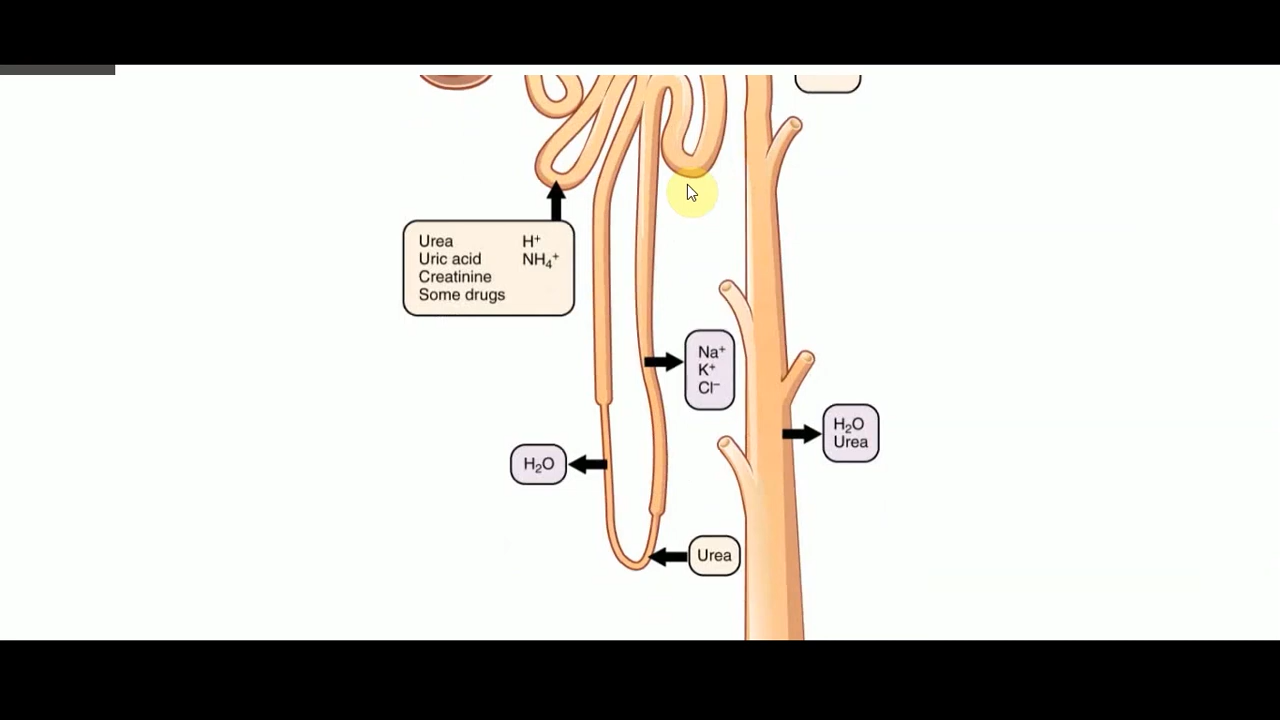 Urea H⁺
Uric acid NH₄⁺
Creatinine
Some drugs
Na⁺
K⁺
Cl⁻
H₂O
Urea
H₂O
Urea